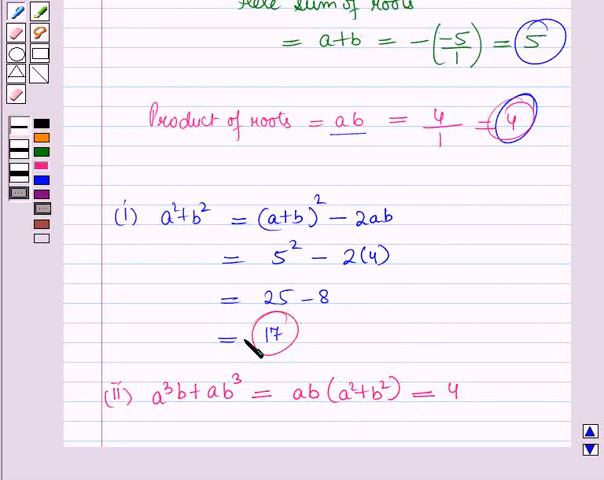 Here sum of roots
= a+b = -(-5/1) = 5
Product of roots = ab = 4/1 = 4
(i) a²+b² = (a+b)² - 2ab
= 5² - 2(4)
= 25 - 8
= 17
(ii) a³b + ab³ = ab(a²+b²) = 4